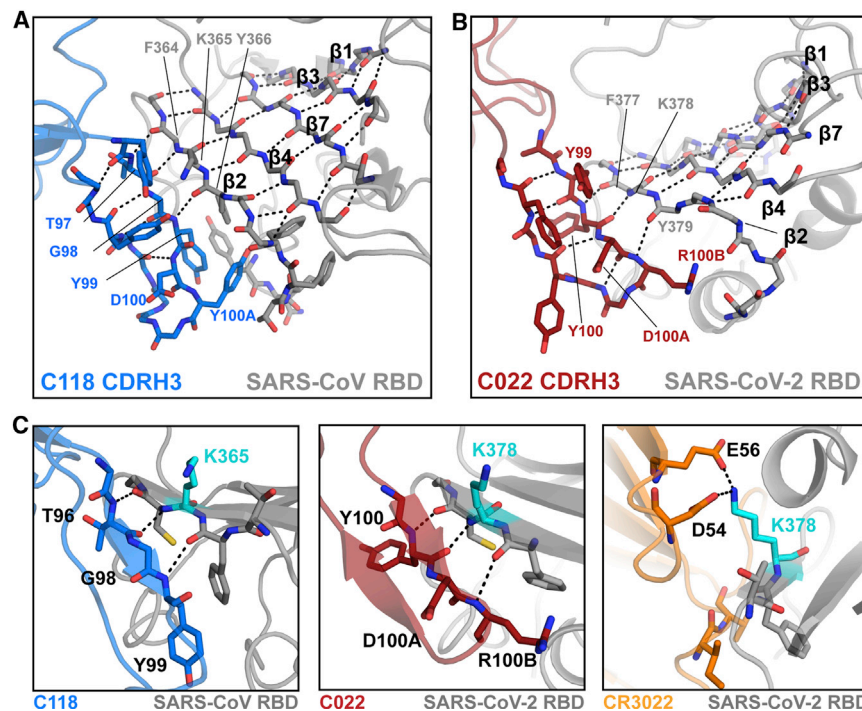 A
F364
K365
Y366
β1
β3
β7
β4
β2
T97
G98
Y99
D100
Y100A
C118 CDRH3
SARS-CoV RBD
B
β1
β3
F377
K378
β7
Y99
β4
Y379
β2
R100B
Y100
D100A
C022 CDRH3
SARS-CoV-2 RBD
C
K365
T96
G98
Y99
C118
SARS-CoV RBD
K378
Y100
D100A
R100B
C022
SARS-CoV-2 RBD
E56
D54
K378
CR3022
SARS-CoV-2 RBD